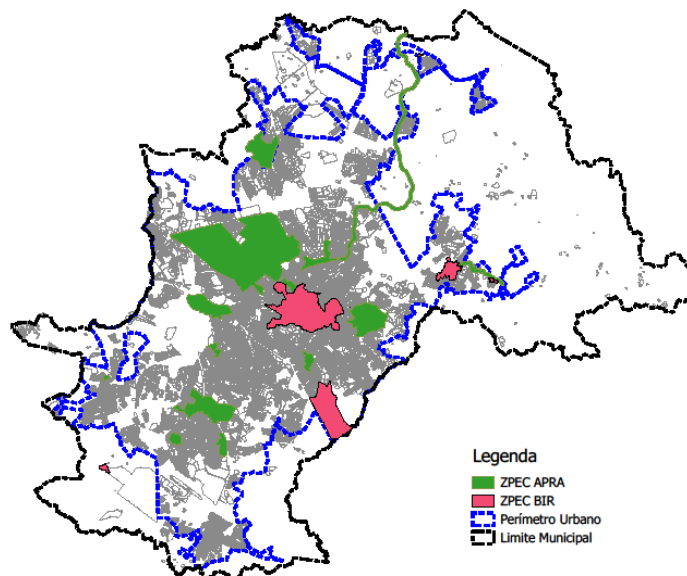 Legenda
ZPEC APRA
ZPEC BIR
Perímetro Urbano
Limite Municipal